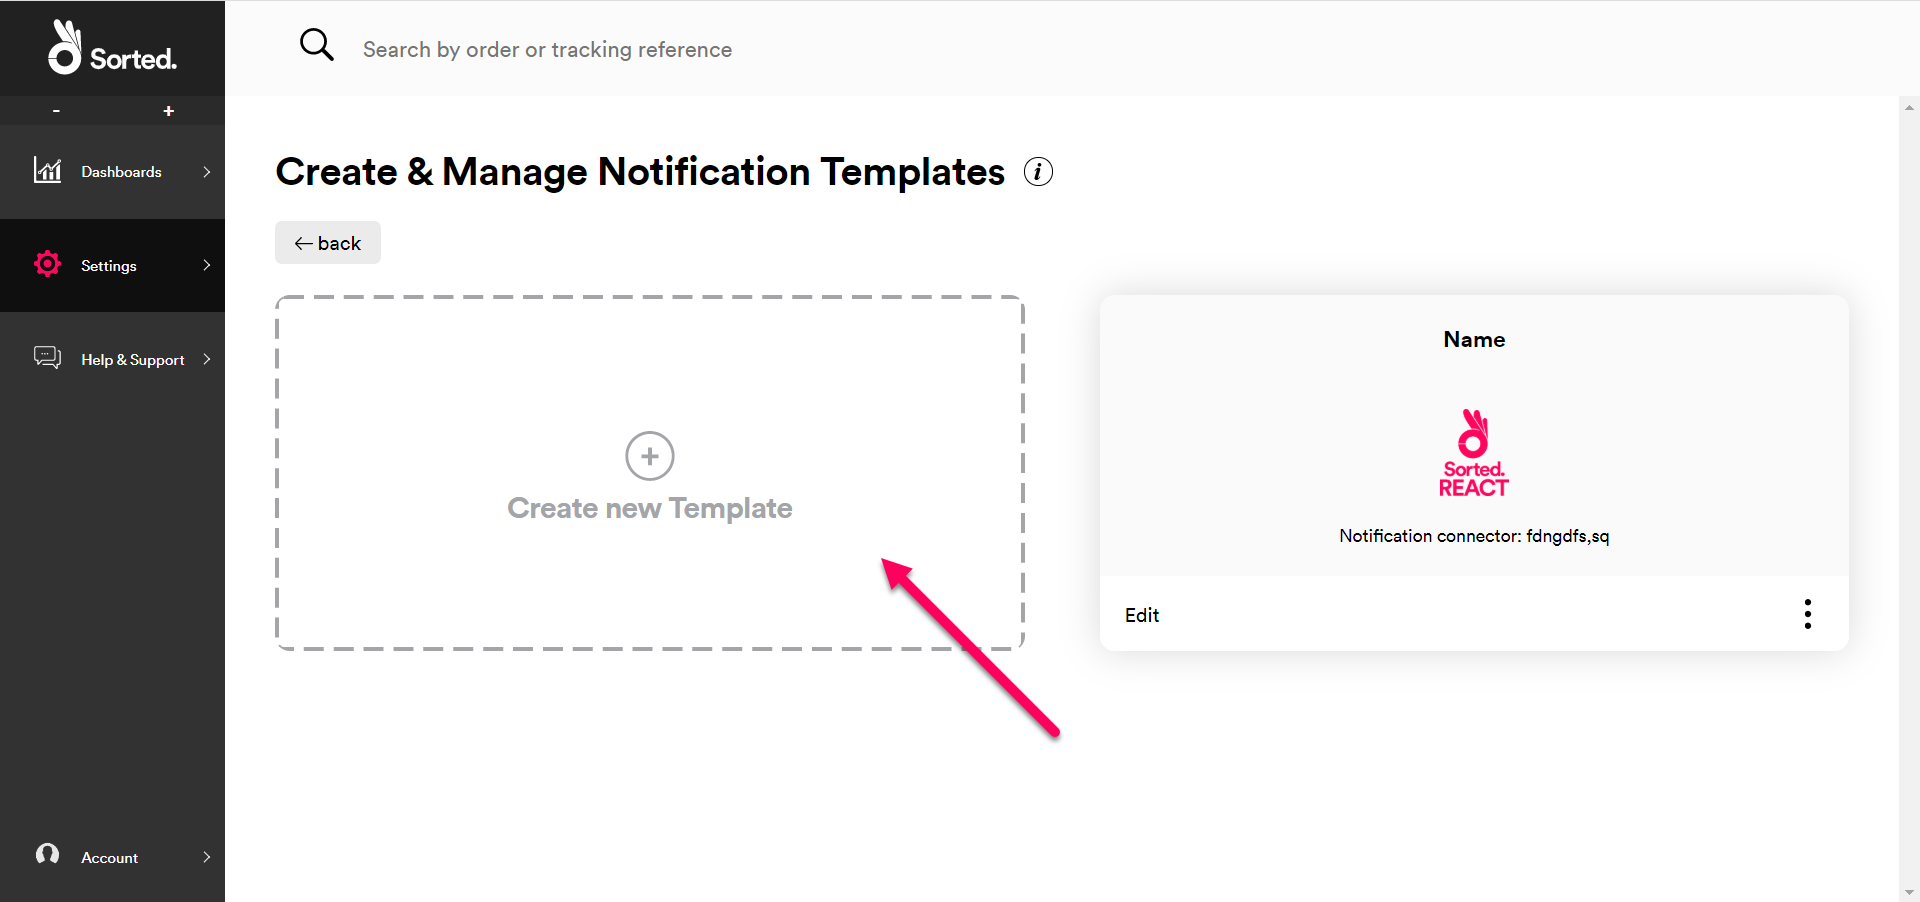 Sorted.
Search by order or tracking reference
- +
Dashboards
Settings
Help & Support
Account
Create & Manage Notification Templates i
← back
+
Create new Template
Name
Sorted.
REACT
Notification connector: fdngdfs,sq
Edit